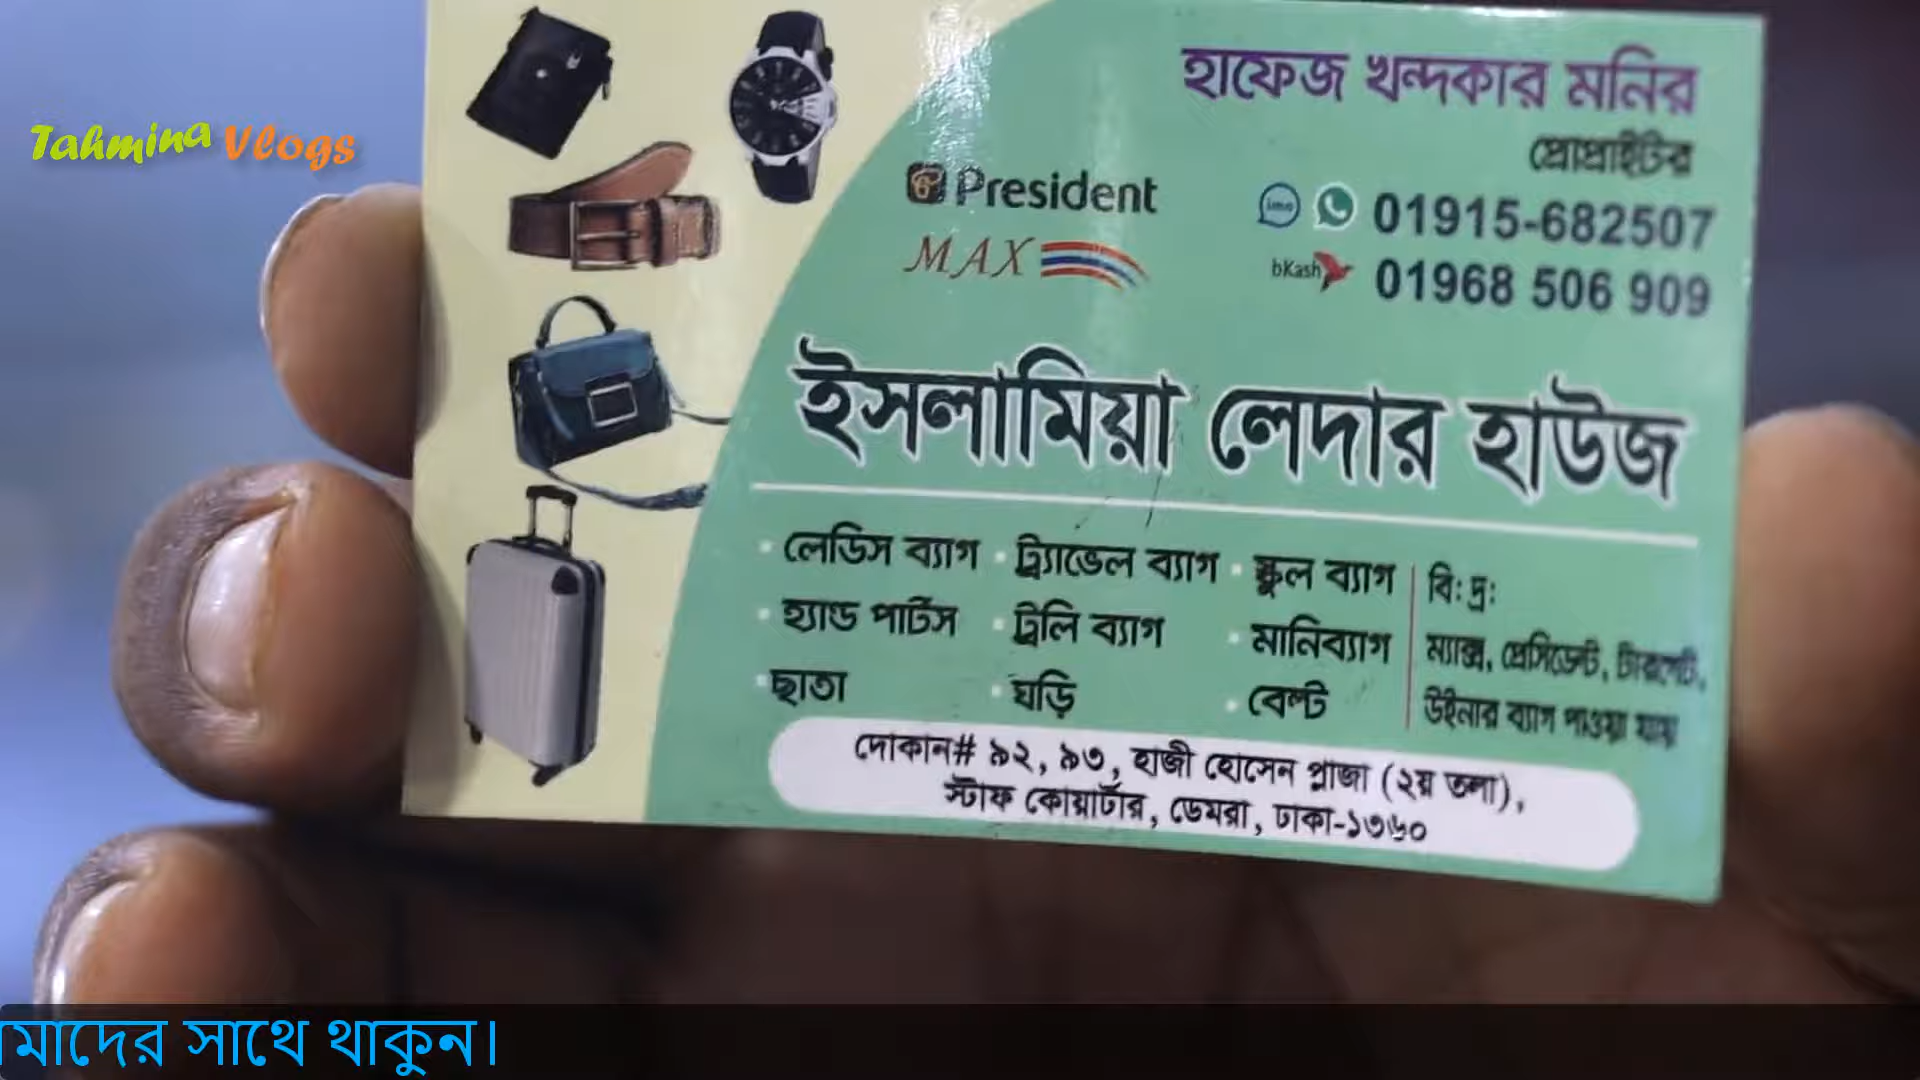 Tahmina Vlogs
হাফেজ খন্দকার মনির
প্রোপ্রাইটর
President
MAX
imo 01915-682507
bKash 01968 506 909
ইসলামিয়া লেদার হাউজ
লেডিস ব্যাগ · ট্র্যাভেল ব্যাগ · স্কুল ব্যাগ
হ্যান্ড পার্টস · ট্রলি ব্যাগ · মানিব্যাগ
ছাতা · ঘড়ি · বেল্ট
বি: দ্র:
ম্যাক্স, প্রেসিডেন্ট, টারগেট,
উইনার ব্যাগ পাওয়া যায়
দোকান# ৯২, ৯৩, হাজী হোসেন প্লাজা (২য় তলা),
স্টাফ কোয়ার্টার, ডেমরা, ঢাকা-১৩৬০
মাদের সাথে থাকুন।